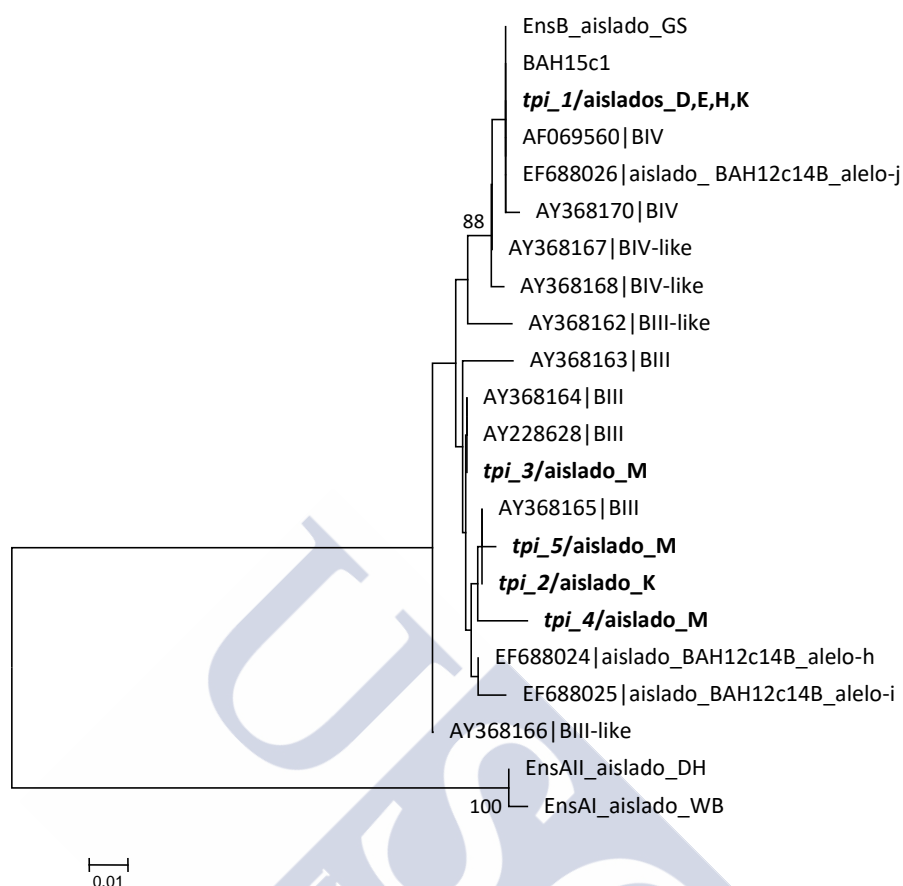 EnsB_aislado_GS
BAH15c1
tpi_1/aislados_D,E,H,K
AF069560|BIV
EF688026|aislado_ BAH12c14B_alelo-j
AY368170|BIV
88
AY368167|BIV-like
AY368168|BIV-like
AY368162|BIII-like
AY368163|BIII
AY368164|BIII
AY228628|BIII
tpi_3/aislado_M
AY368165|BIII
tpi_5/aislado_M
tpi_2/aislado_K
tpi_4/aislado_M
EF688024|aislado_BAH12c14B_alelo-h
EF688025|aislado_BAH12c14B_alelo-i
AY368166|BIII-like
EnsAII_aislado_DH
100
EnsAI_aislado_WB
0.01
USC